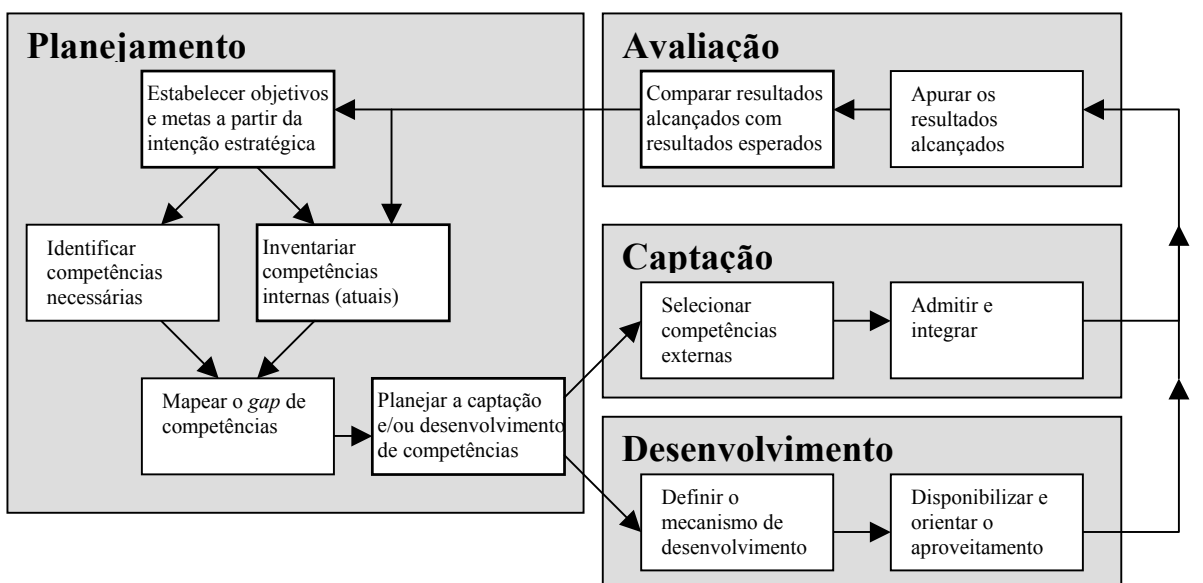 Planejamento
Estabelecer objetivos
e metas a partir da
intenção estratégica
Identificar
competências
necessárias
Inventariar
competências
internas (atuais)
Mapear o gap de
competências
Planejar a captação
e/ou desenvolvimento
de competências
Avaliação
Comparar resultados
alcançados com
resultados esperados
Apurar os
resultados
alcançados
Captação
Selecionar
competências
externas
Admitir e
integrar
Desenvolvimento
Definir o
mecanismo de
desenvolvimento
Disponibilizar e
orientar o
aproveitamento